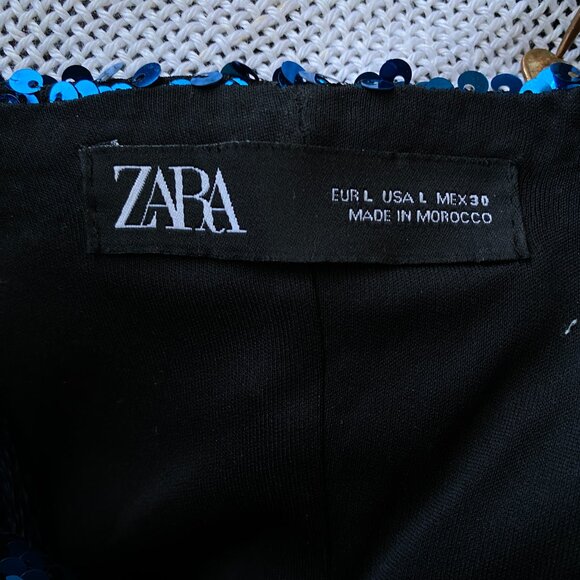 ZARA
EUR L USA L MEX 30
MADE IN MOROCCO